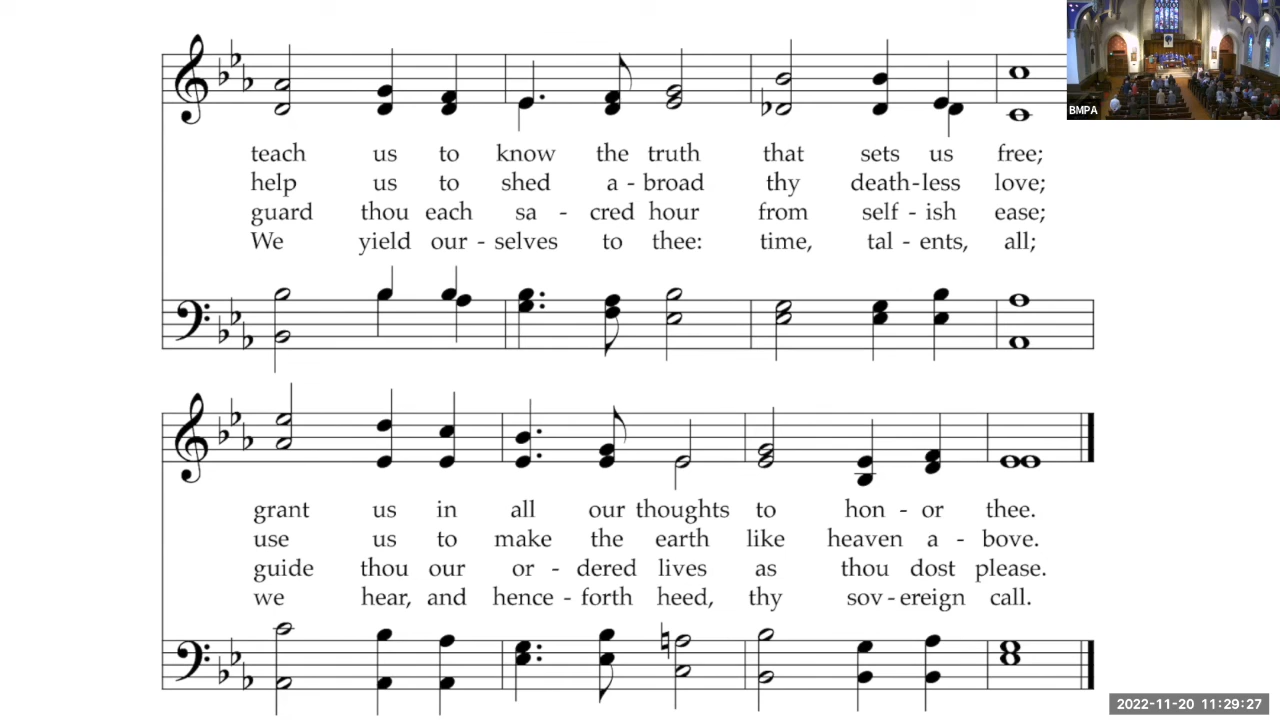 BMPA
teach us to know the truth that sets us free;
help us to shed a - broad thy death-less love;
guard thou each sa - cred hour from self - ish ease;
We yield our - selves to thee: time, tal - ents, all;
grant us in all our thoughts to hon - or thee.
use us to make the earth like heaven a - bove.
guide thou our or - dered lives as thou dost please.
we hear, and hence - forth heed, thy sov - ereign call.
2022-11-20 11:29:27